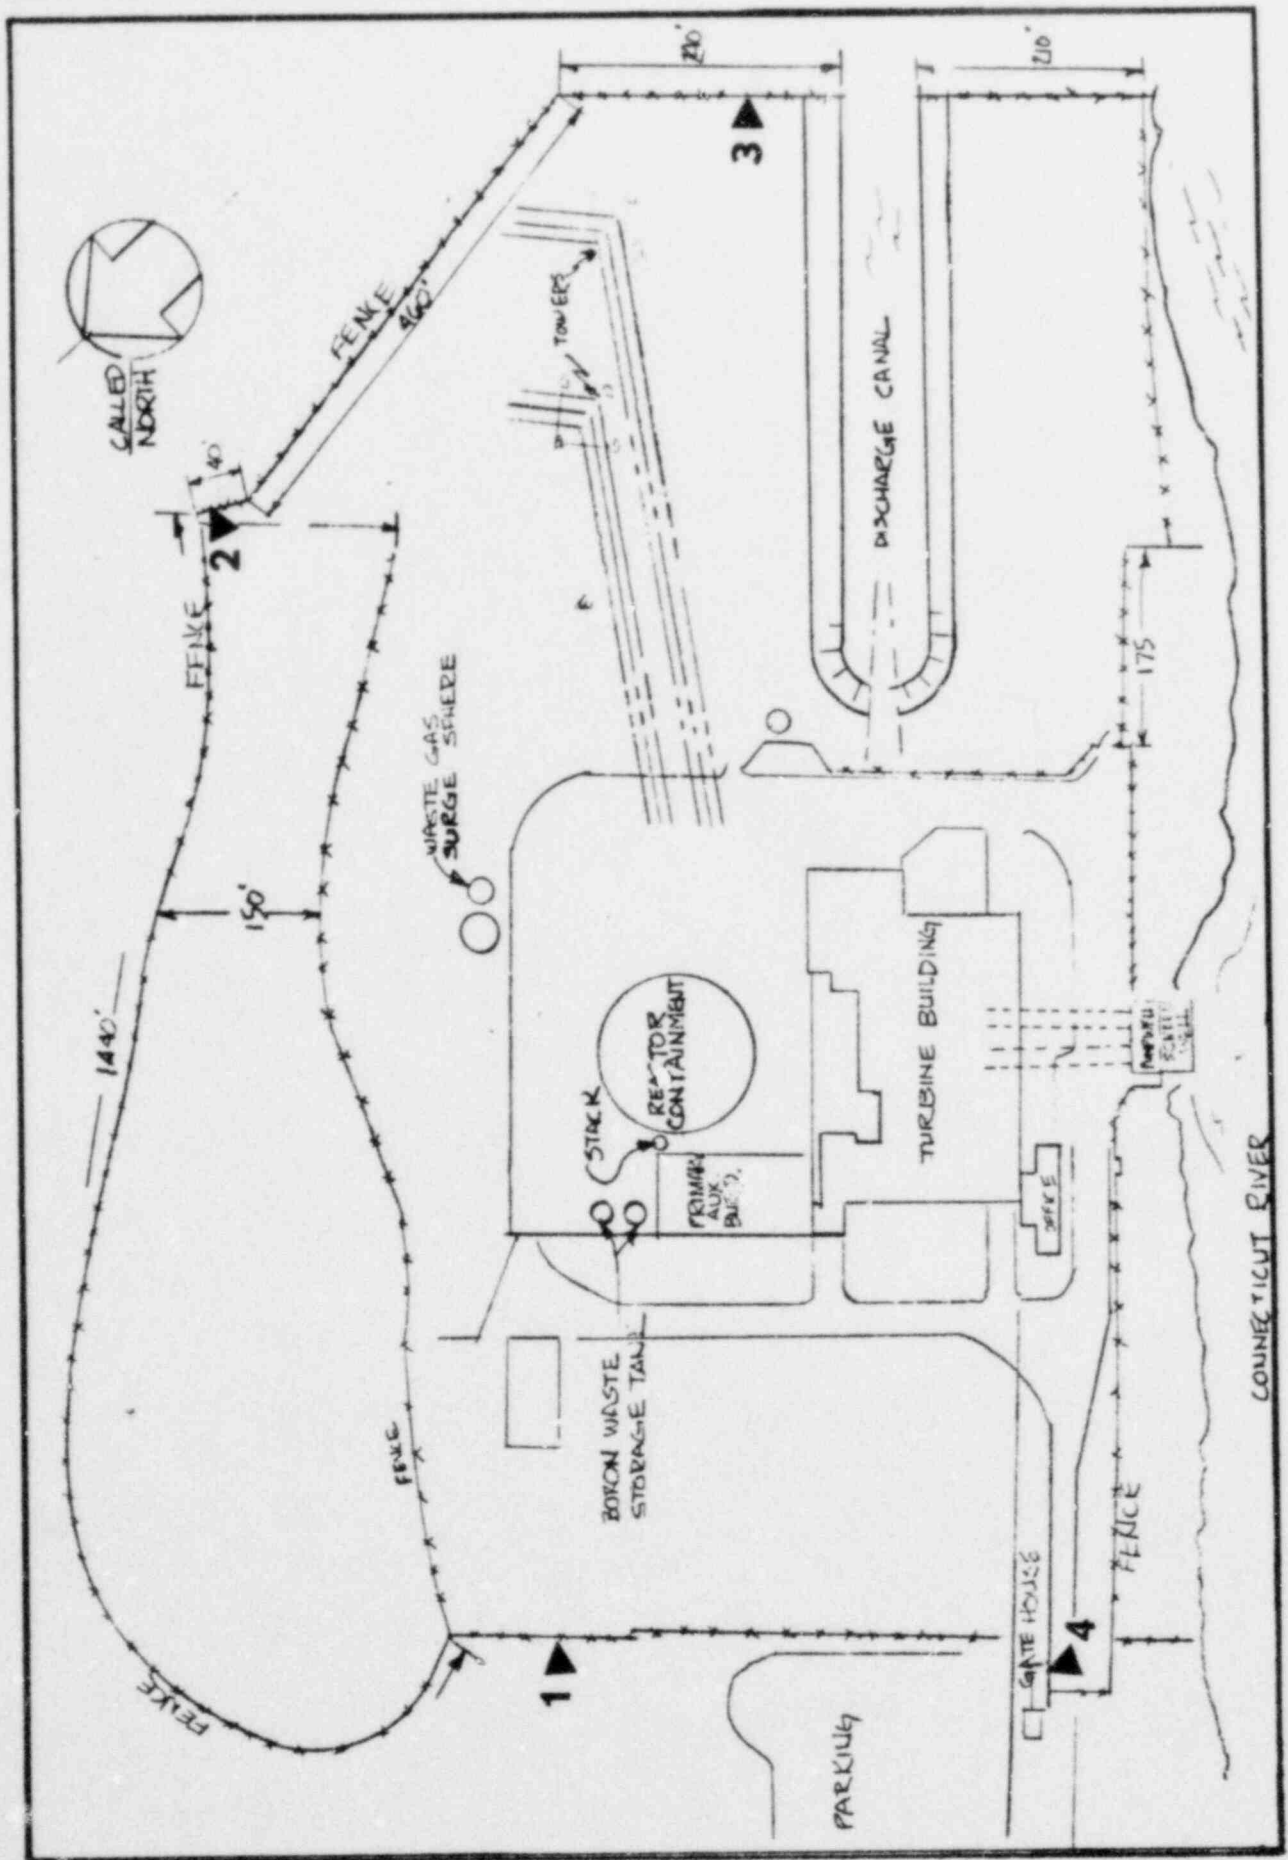 210'
CALLED
NORTH
40'
FENCE
460'
3
2
FENCE
TOWERS
DISCHARGE CANAL
175
WASTE GAS
SURGE SPHERE
150'
1440'
STACK
REACTOR
CONTAINMENT
PRIMARY
AUX
BLDG.
TURBINE BUILDING
OFFICE
BORON WASTE
STORAGE TANK
FENCE
FENCE
FENCE
1
GATE HOUSE
4
PARKING
CONNECTICUT RIVER